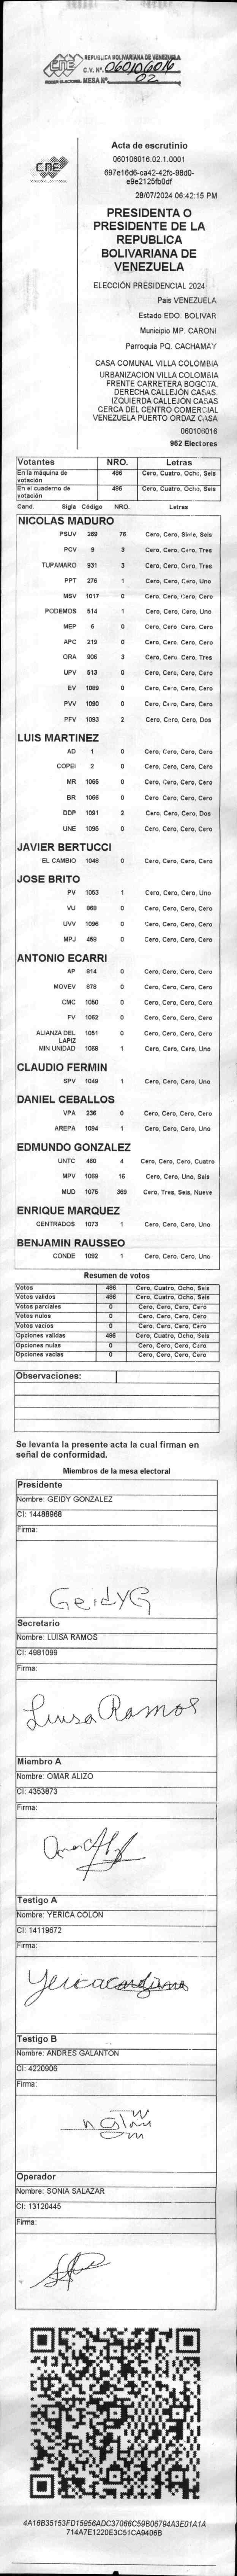 CNE
PODER ELECTORAL
REPUBLICA BOLIVARIANA DE VENEZUELA
C.V. Nº. 060106016
MESA Nº. 02
CNE
Acta de escrutinio
060106016.02.1.0001
697e16d6-ca42-42fc-98d0-
e9e2125fb0df
28/07/2024 06:42:15 PM
PRESIDENTA O
PRESIDENTE DE LA
REPUBLICA
BOLIVARIANA DE
VENEZUELA
ELECCIÓN PRESIDENCIAL 2024
País VENEZUELA
Estado EDO. BOLIVAR
Municipio MP. CARONI
Parroquia PQ. CACHAMAY
CASA COMUNAL VILLA COLOMBIA
URBANIZACION VILLA COLOMBIA
FRENTE CARRETERA BOGOTA.
DERECHA CALLEJÓN CASAS.
IZQUIERDA CALLEJÓN CASAS
CERCA DEL CENTRO COMERCIAL
VENEZUELA PUERTO ORDAZ CASA
060106016
962 Electores
Votantes NRO. Letras
En la máquina de votación 486 Cero, Cuatro, Ocho, Seis
En el cuaderno de votación 486 Cero, Cuatro, Ocho, Seis
Cand. Sigla Código NRO. Letras
NICOLAS MADURO
PSUV 269 76 Cero, Cero, Siete, Seis
PCV 9 3 Cero, Cero, Cero, Tres
TUPAMARO 931 3 Cero, Cero, Cero, Tres
PPT 276 1 Cero, Cero, Cero, Uno
MSV 1017 0 Cero, Cero, Cero, Cero
PODEMOS 514 1 Cero, Cero, Cero, Uno
MEP 6 0 Cero, Cero, Cero, Cero
APC 219 0 Cero, Cero, Cero, Cero
ORA 906 3 Cero, Cero, Cero, Tres
UPV 513 0 Cero, Cero, Cero, Cero
EV 1089 0 Cero, Cero, Cero, Cero
PVV 1090 0 Cero, Cero, Cero, Cero
PFV 1093 2 Cero, Cero, Cero, Dos
LUIS MARTINEZ
AD 1 0 Cero, Cero, Cero, Cero
COPEI 2 0 Cero, Cero, Cero, Cero
MR 1065 0 Cero, Cero, Cero, Cero
BR 1066 0 Cero, Cero, Cero, Cero
DDP 1091 2 Cero, Cero, Cero, Dos
UNE 1095 0 Cero, Cero, Cero, Cero
JAVIER BERTUCCI
EL CAMBIO 1048 0 Cero, Cero, Cero, Cero
JOSE BRITO
PV 1053 1 Cero, Cero, Cero, Uno
VU 868 0 Cero, Cero, Cero, Cero
UVV 1096 0 Cero, Cero, Cero, Cero
MPJ 459 0 Cero, Cero, Cero, Cero
ANTONIO ECARRI
AP 814 0 Cero, Cero, Cero, Cero
MOVEV 879 0 Cero, Cero, Cero, Cero
CMC 1050 0 Cero, Cero, Cero, Cero
FV 1062 0 Cero, Cero, Cero, Cero
ALIANZA DEL LAPIZ 1051 0 Cero, Cero, Cero, Cero
MIN UNIDAD 1068 1 Cero, Cero, Cero, Uno
CLAUDIO FERMIN
SPV 1049 1 Cero, Cero, Cero, Uno
DANIEL CEBALLOS
VPA 236 0 Cero, Cero, Cero, Cero
AREPA 1094 1 Cero, Cero, Cero, Uno
EDMUNDO GONZALEZ
UNTC 460 4 Cero, Cero, Cero, Cuatro
MPV 1069 16 Cero, Cero, Uno, Seis
MUD 1075 369 Cero, Tres, Seis, Nueve
ENRIQUE MARQUEZ
CENTRADOS 1073 1 Cero, Cero, Cero, Uno
BENJAMIN RAUSSEO
CONDE 1092 1 Cero, Cero, Cero, Uno
Resumen de votos
Votos 486 Cero, Cuatro, Ocho, Seis
Votos validos 486 Cero, Cuatro, Ocho, Seis
Votos parciales 0 Cero, Cero, Cero, Cero
Votos nulos 0 Cero, Cero, Cero, Cero
Votos vacios 0 Cero, Cero, Cero, Cero
Opciones validas 486 Cero, Cuatro, Ocho, Seis
Opciones nulas 0 Cero, Cero, Cero, Cero
Opciones vacias 0 Cero, Cero, Cero, Cero
Observaciones:
Se levanta la presente acta la cual firman en
señal de conformidad.
Miembros de la mesa electoral
Presidente
Nombre: GEIDY GONZALEZ
CI: 14488968
Firma:
GeidyG
Secretario
Nombre: LUISA RAMOS
CI: 4981099
Firma:
Luisa Ramos
Miembro A
Nombre: OMAR ALIZO
CI: 4353873
Firma:
Testigo A
Nombre: YERICA COLÓN
CI: 14119672
Firma:
Testigo B
Nombre: ANDRES GALANTON
CI: 4220906
Firma:
Operador
Nombre: SONIA SALAZAR
CI: 13120445
Firma:
4A16B35153FD15956ADC37066C59B06794A3E01A1A
714A7E1220E3C51CA9406B